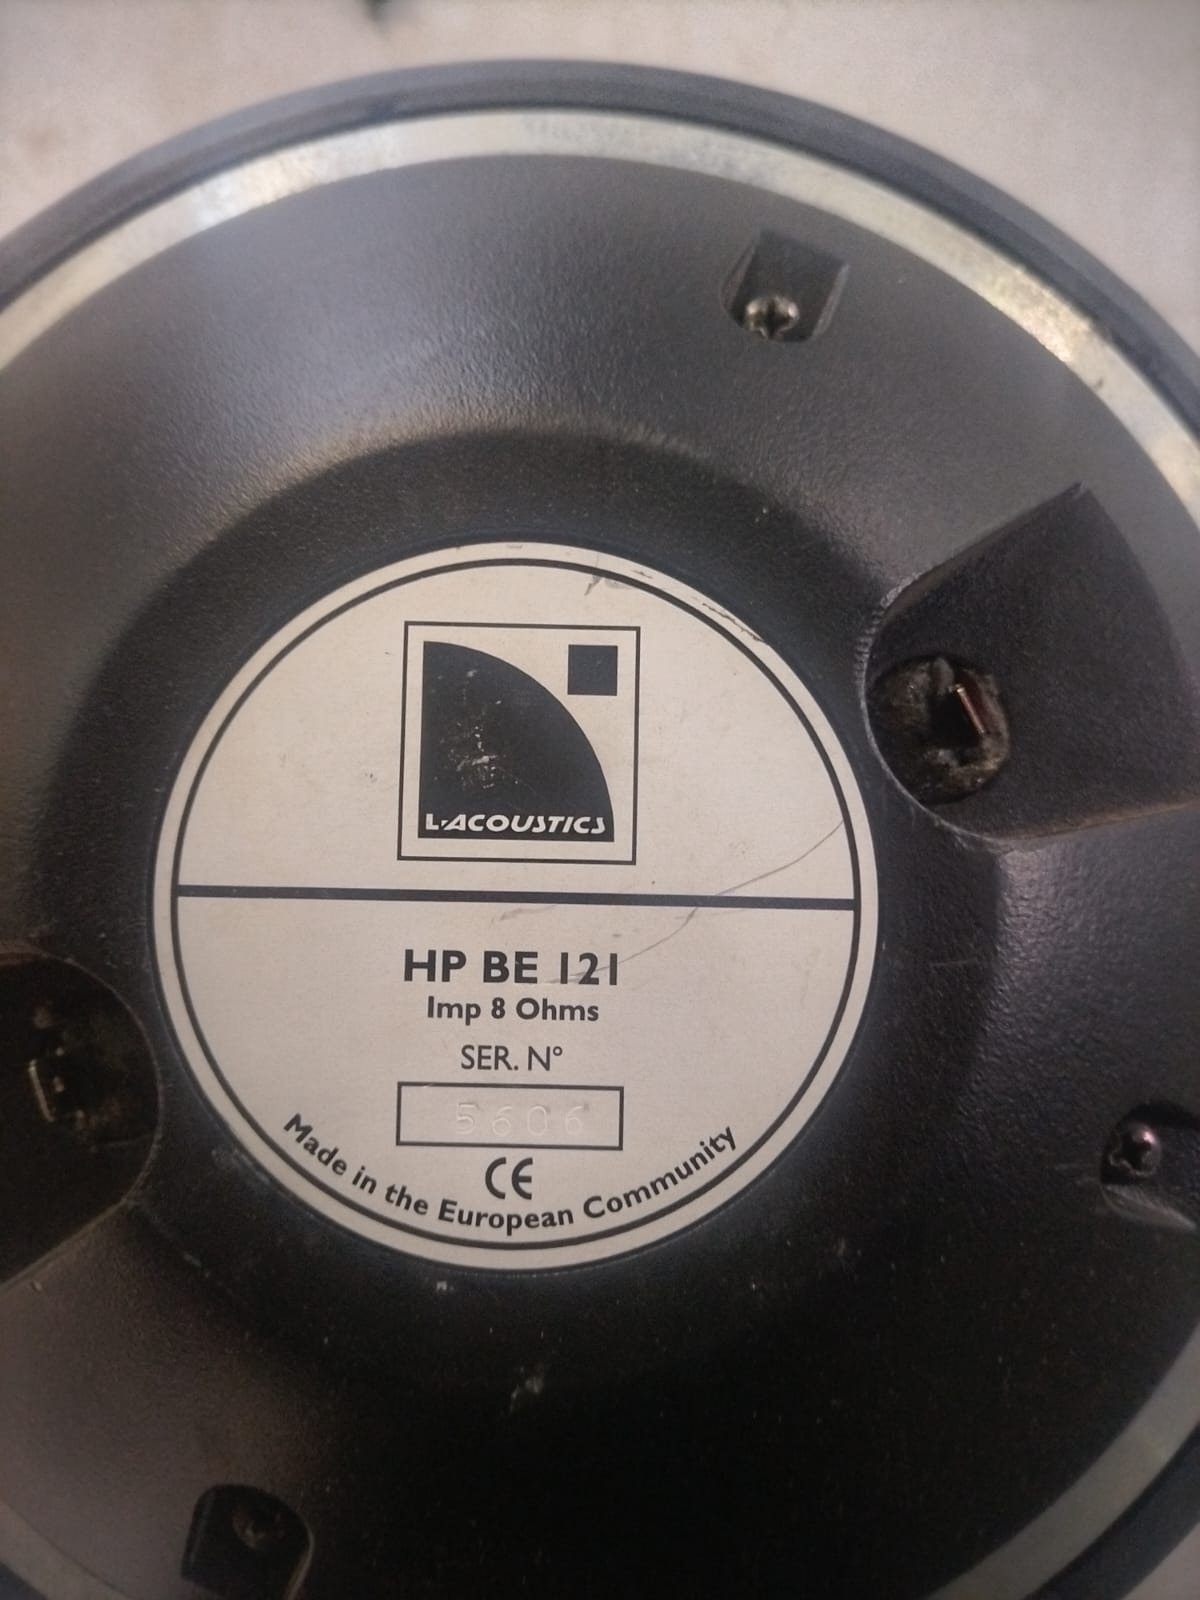 L-ACOUSTICS
HP BE 121
Imp 8 Ohms
SER. N°
5606
CE
Made in the European Community